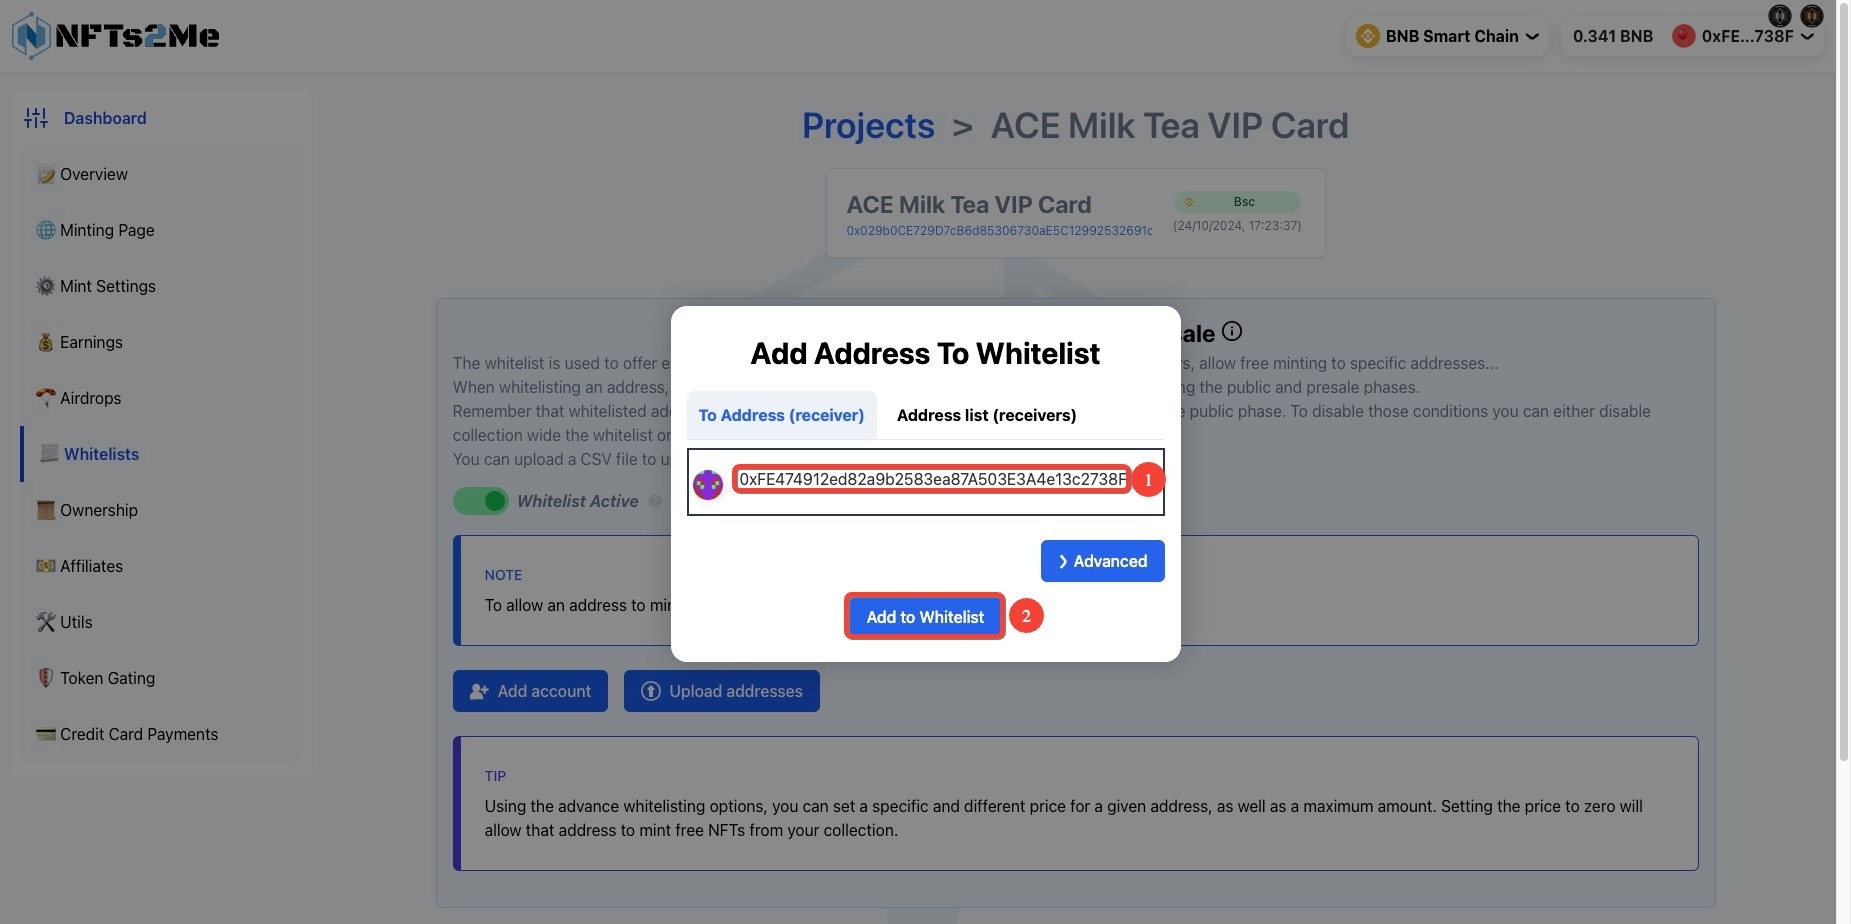 NFTs2Me
BNB Smart Chain
0.341 BNB
0xFE...738F
Dashboard
Overview
Minting Page
Mint Settings
Earnings
Airdrops
Whitelists
Ownership
Affiliates
Utils
Token Gating
Credit Card Payments
Projects > ACE Milk Tea VIP Card
ACE Milk Tea VIP Card
Bsc
0x029b0CE729D7cB6d85306730aE5C12992532691c
(24/10/2024, 17:23:37)
ale
The whitelist is used to offer e
s, allow free minting to specific addresses...
When whitelisting an address,
ng the public and presale phases.
Remember that whitelisted ad
e public phase. To disable those conditions you can either disable
collection wide the whitelist or
You can upload a CSV file to u
Whitelist Active
NOTE
To allow an address to mi
Add account
Upload addresses
TIP
Using the advance whitelisting options, you can set a specific and different price for a given address, as well as a maximum amount. Setting the price to zero will
allow that address to mint free NFTs from your collection.
Add Address To Whitelist
To Address (receiver)
Address list (receivers)
0xFE474912ed82a9b2583ea87A503E3A4e13c2738F
1
Advanced
Add to Whitelist
2